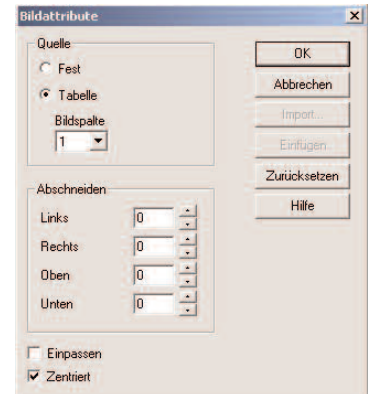 Bildattribute
Quelle
Fest
Tabelle
Bildspalte
1
Abschneiden
Links 0
Rechts 0
Oben 0
Unten 0
Einpassen
Zentriert
OK
Abbrechen
Import...
Einfügen
Zurücksetzen
Hilfe